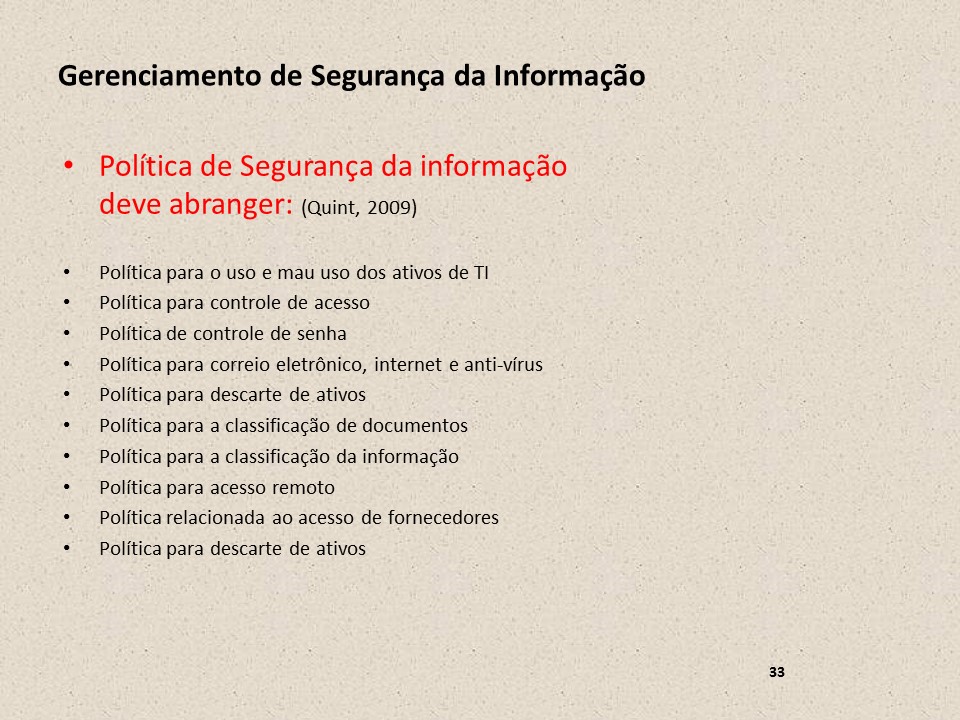 Gerenciamento de Segurança da Informação
• Política de Segurança da informação
deve abranger: (Quint, 2009)
• Política para o uso e mau uso dos ativos de TI
• Política para controle de acesso
• Política de controle de senha
• Política para correio eletrônico, internet e anti-vírus
• Política para descarte de ativos
• Política para a classificação de documentos
• Política para a classificação da informação
• Política para acesso remoto
• Política relacionada ao acesso de fornecedores
• Política para descarte de ativos
33